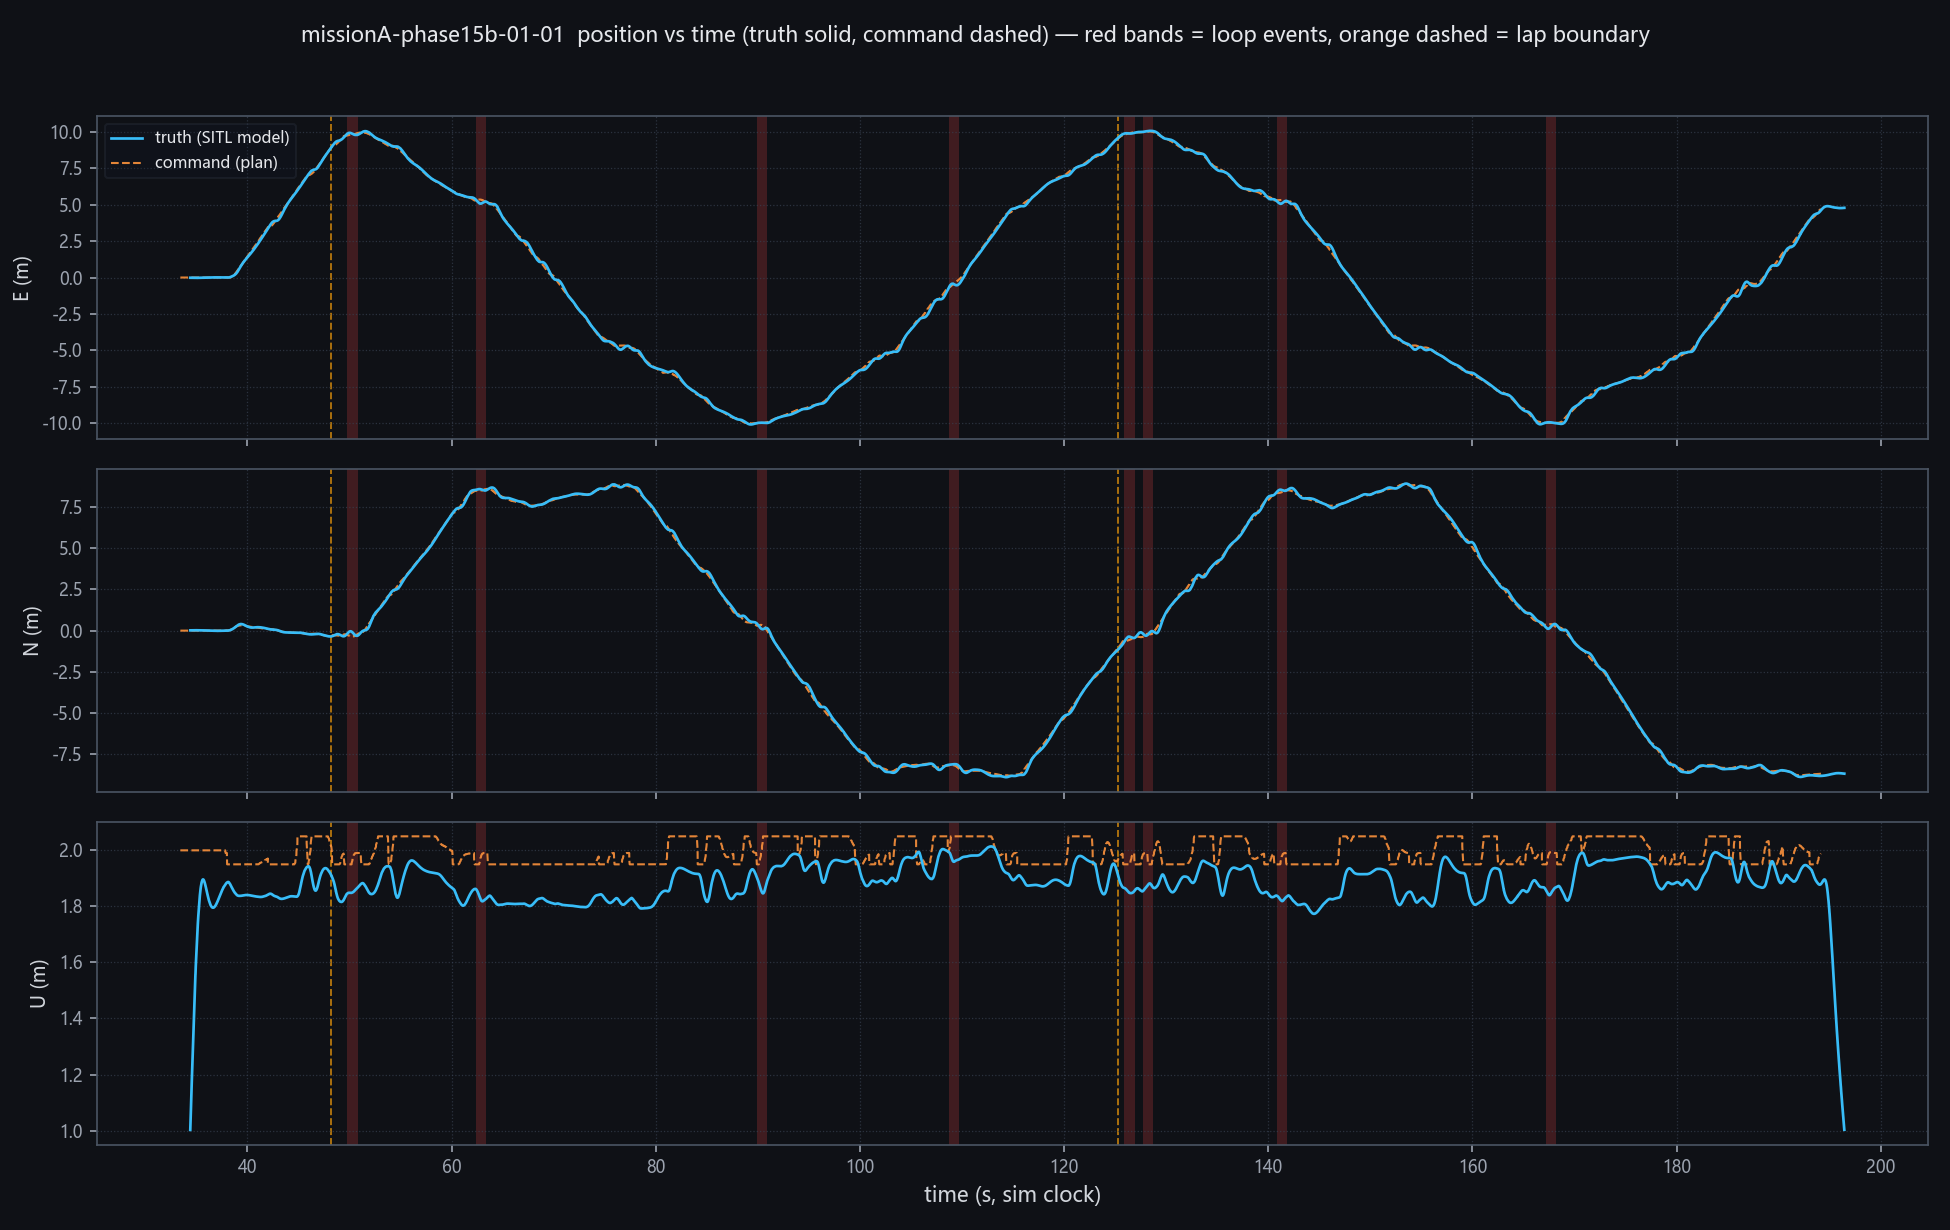 missionA-phase15b-01-01  position vs time (truth solid, command dashed) — red bands = loop events, orange dashed = lap boundary
truth (SITL model)
command (plan)
E (m)
10.0
7.5
5.0
2.5
0.0
-2.5
-5.0
-7.5
-10.0
N (m)
7.5
5.0
2.5
0.0
-2.5
-5.0
-7.5
U (m)
2.0
1.8
1.6
1.4
1.2
1.0
40 60 80 100 120 140 160 180 200
time (s, sim clock)